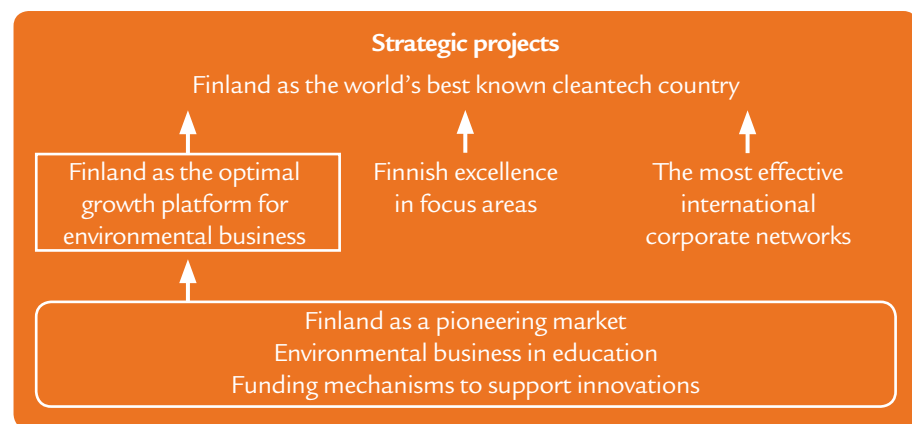 Strategic projects
Finland as the world's best known cleantech country
Finland as the optimal
growth platform for
environmental business
Finnish excellence
in focus areas
The most effective
international
corporate networks
Finland as a pioneering market
Environmental business in education
Funding mechanisms to support innovations